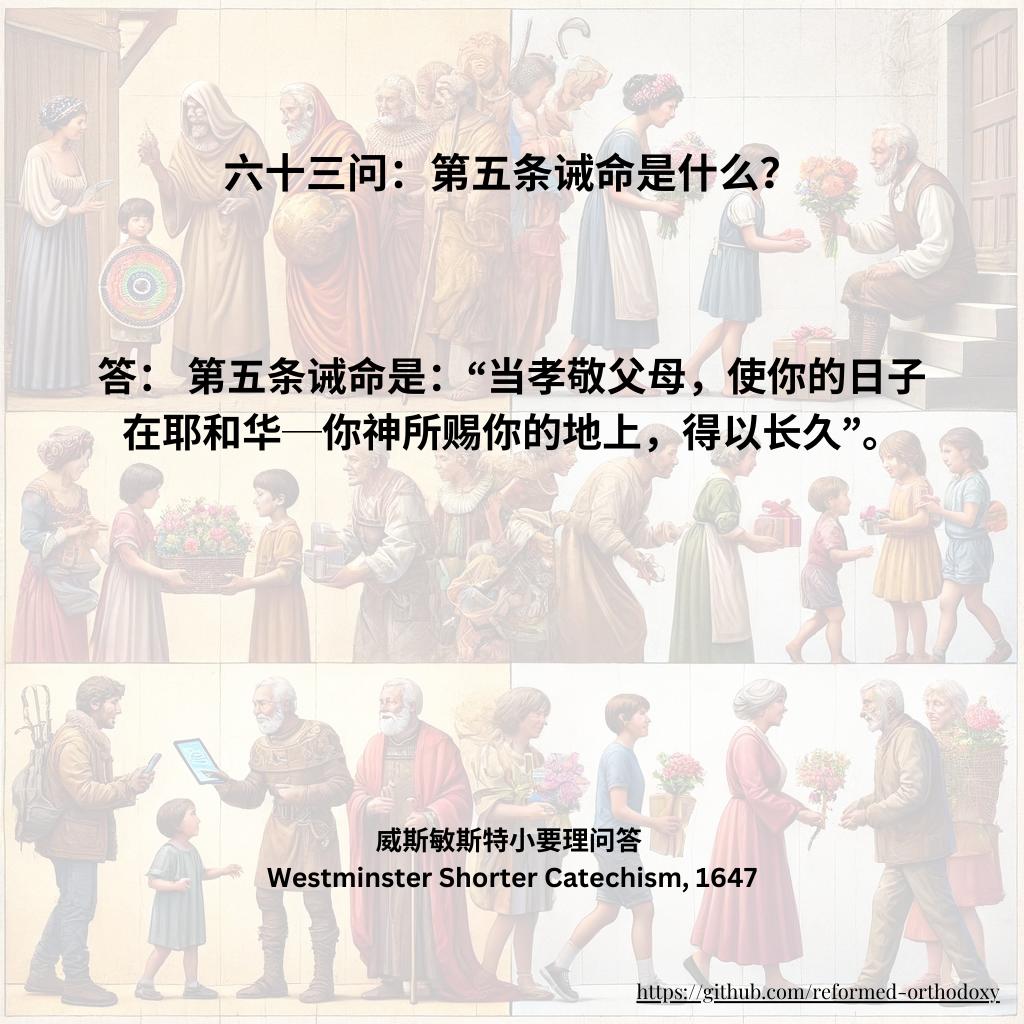 六十三问：第五条诫命是什么？
答： 第五条诫命是：“当孝敬父母，使你的日子
在耶和华─你神所赐你的地上，得以长久”。
威斯敏斯特小要理问答
Westminster Shorter Catechism, 1647
https://github.com/reformed-orthodoxy